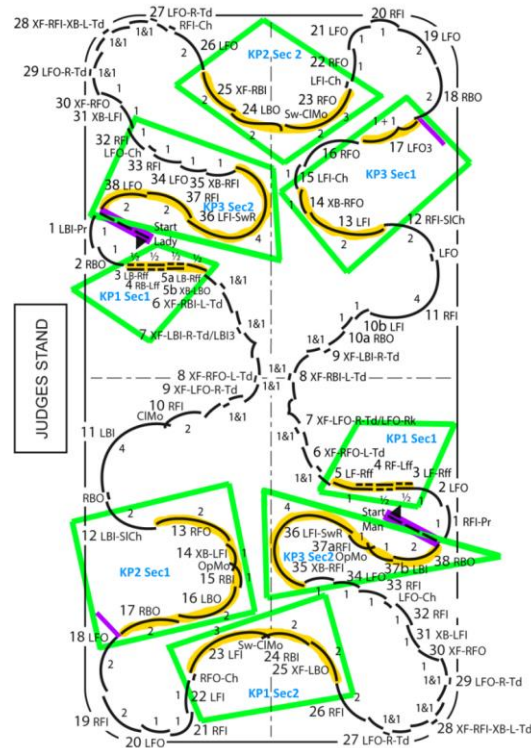 27 LFO-R-Td
28 XF-RFI-XB-L-Td
RFI-Ch
26 LFO
29 LFO-R-Td
25 XF-RBI
24 LBO
KP2 Sec 2
Sw-ClMo
23 RFO
LFI-Ch
22 RFO
21 LFO
20 RFI
19 LFO
18 RBO
30 XF-RFO
31 XB-LFI
32 RFI
LFO-Ch
33 RFI
34 LFO
35 XB-RFI
37 RFI
36 LFI-SwR
KP3 Sec2
38 LFO
1 LBI-Pr
Start
Lady
2 RBO
3 LB-Rff
4 RB-Lff
5a LB-Rff
5b XB-LBO
KP1 Sec1
6 XF-RBI-L-Td
7 XF-LBI-R-Td/LBI3
1 + 1
17 LFO3
16 RFO
KP3 Sec1
15 LFI-Ch
14 XB-RFO
13 LFI
12 RFI-SlCh
LFO
11 RFI
10b LFI
10a RBO
9 XF-LBI-R-Td
JUDGES STAND
8 XF-RFO-L-Td
8 XF-RBI-L-Td
9 XF-LFO-R-Td
10 RFI
ClMo
11 LBI
RBO
12 LBI-SlCh
7 XF-LFO-R-Td/LFO-Rk
6 XF-RFO-L-Td
KP1 Sec1
5 LF-Rff
4 RF-Lff
3 LF-Rff
2 LFO
RFI-Pr
Start
Man
36 LFI-SwR
37a RFI
KP3 Sec2
OpMo
37b LBI
38 RBO
35 XB-RFI
34 LFO
33 RFI
LFO-Ch
32 RFI
31 XB-LFI
30 XF-RFO
29 LFO-R-Td
28 XF-RFI-XB-L-Td
27 LFO-R-Td
26 RFI
13 RFO
14 XB-LFI
OpMo
KP2 Sec1
15 RBI
16 LBO
17 RBO
18 LFO
19 RFI
20 LFO
21 RFI
22 LFI
RFO-Ch
Sw-ClMo
23 LFI
24 RBI
25 XF-LBO
KP1Sec2